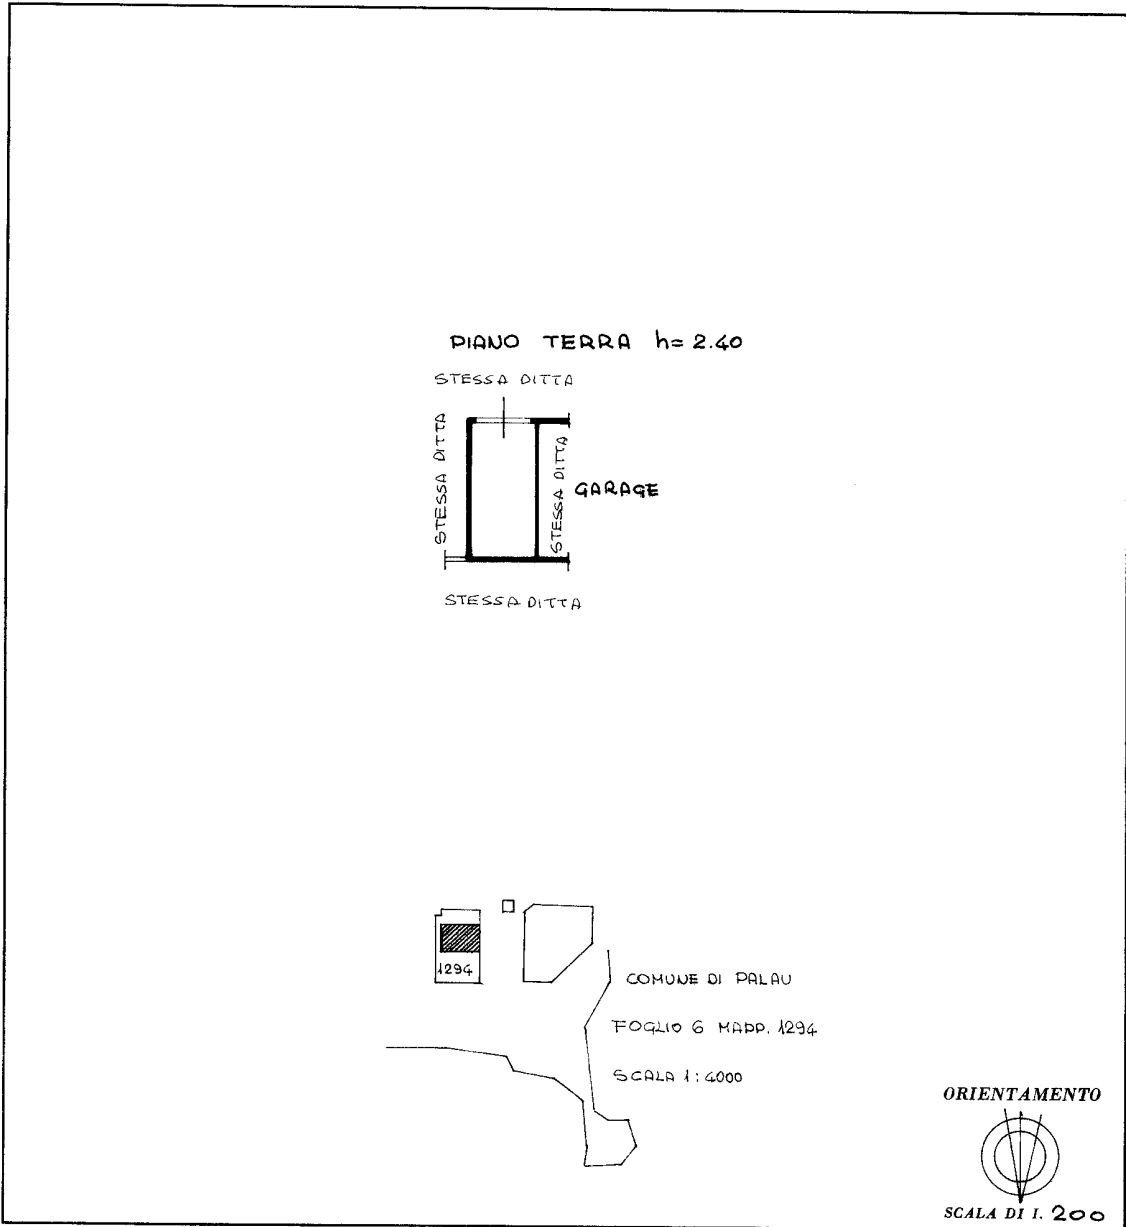 PIANO TERRA h= 2.40
STESSA DITTA
STESSA DITTA
STESSA DITTA
GARAGE
STESSA DITTA
1294
COMUNE DI PALAU
FOGLIO 6 MAPP. 1294
SCALA 1:4000
ORIENTAMENTO
SCALA DI 1. 200